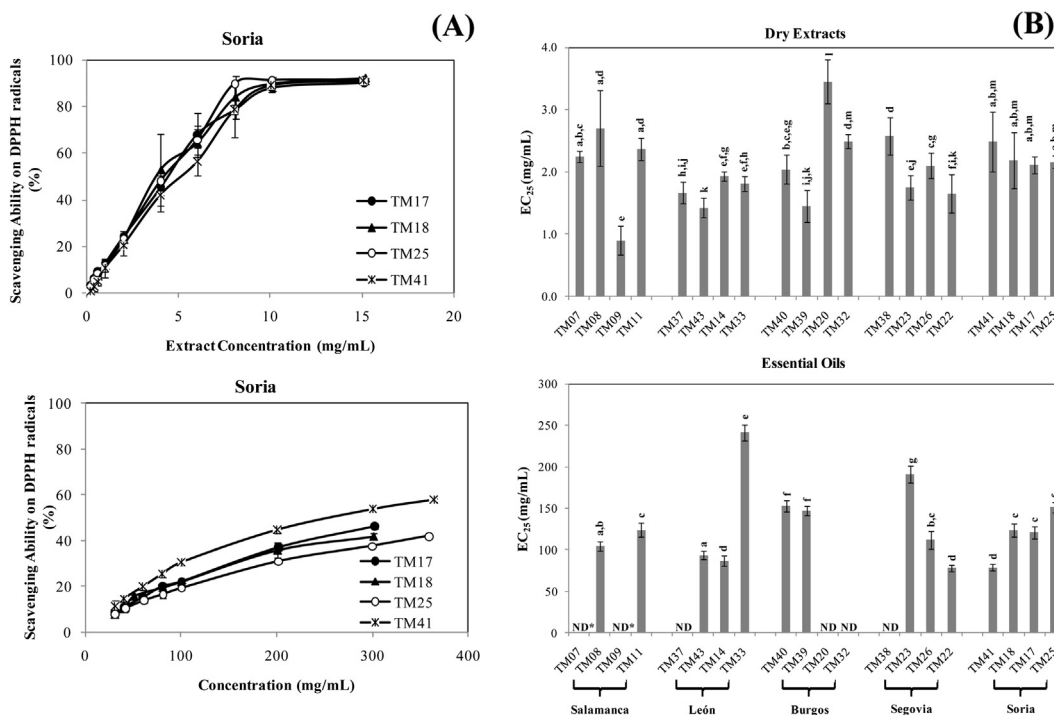 (A)
Soria
Scavenging Ability on DPPH radicals
(%)
100
80
60
40
20
0
TM17
TM18
TM25
TM41
0
5
10
15
20
Extract Concentration (mg/mL)
Soria
Scavenging Ability on DPPH radicals
(%)
100
80
60
40
20
0
TM17
TM18
TM25
TM41
0
100
200
300
400
Concentration (mg/mL)
(B)
Dry Extracts
EC25 (mg/mL)
4.0
3.0
2.0
1.0
0.0
a,b,c
a,d
e
a,d
h,i,j
k
e,f,g
e,f,h
b,c,e,g
i,j,k
d,m
d
e,j
c,g
f,i,k
a,b,m
a,b,m
a,b,m
TM07
TM08
TM09
TM11
TM37
TM43
TM14
TM33
TM40
TM39
TM20
TM32
TM38
TM23
TM26
TM22
TM41
TM18
TM17
TM25
Essential Oils
EC25 (mg/mL)
300
250
200
150
100
50
0
ND*
a,b
ND*
c
ND
a
d
e
f
f
ND
ND
ND
g
b,c
d
d
c
c
TM07
TM08
TM09
TM11
TM37
TM43
TM14
TM33
TM40
TM39
TM20
TM32
TM38
TM23
TM26
TM22
TM41
TM18
TM17
TM25
Salamanca
León
Burgos
Segovia
Soria